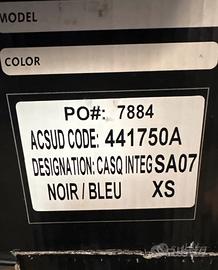 MODEL
COLOR
PO#: 7884
ACSUD CODE: 441750A
DESIGNATION: CASQ INTEG SA07
NOIR / BLEU XS